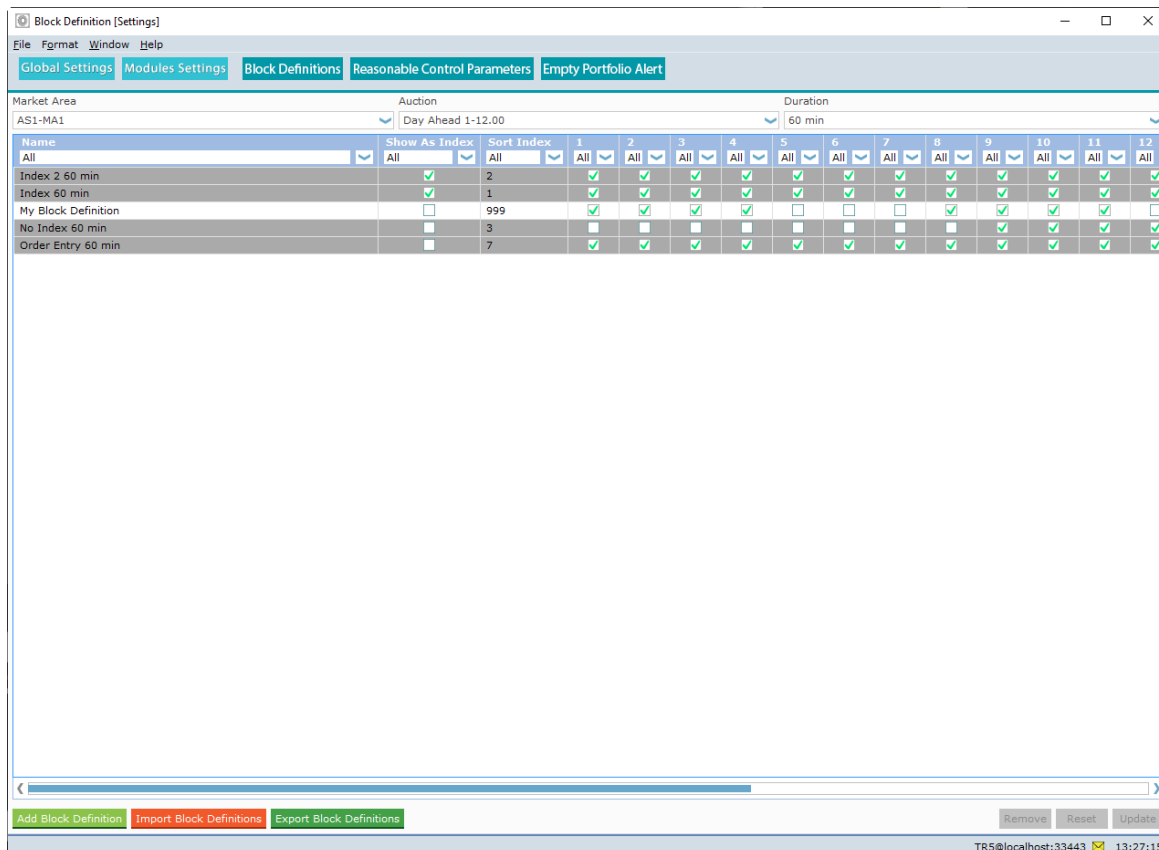 Block Definition [Settings]
File Format Window Help
Global Settings Modules Settings Block Definitions Reasonable Control Parameters Empty Portfolio Alert
Market Area Auction Duration
AS1-MA1 Day Ahead 1-12.00 60 min
Name Show As Index Sort Index 1 2 3 4 5 6 7 8 9 10 11 12
All All All All All All All All All All All All All All All
Index 2 60 min 2
Index 60 min 1
My Block Definition 999
No Index 60 min 3
Order Entry 60 min 7
Add Block Definition Import Block Definitions Export Block Definitions Remove Reset Update
TR5@localhost:33443 13:27:15